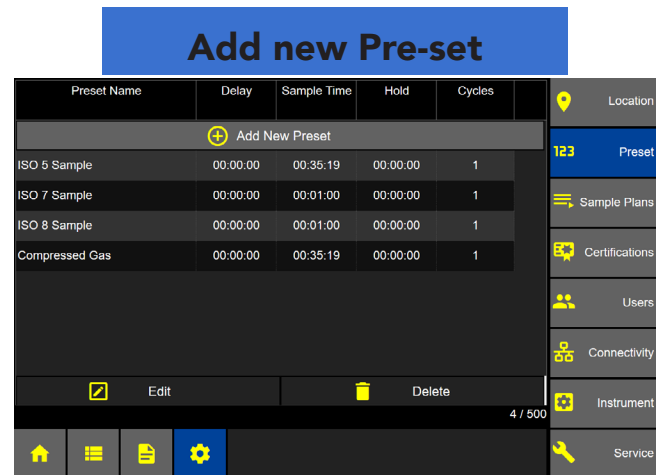 Add new Pre-set
Preset Name Delay Sample Time Hold Cycles
Add New Preset
ISO 5 Sample 00:00:00 00:35:19 00:00:00 1
ISO 7 Sample 00:00:00 00:01:00 00:00:00 1
ISO 8 Sample 00:00:00 00:01:00 00:00:00 1
Compressed Gas 00:00:00 00:35:19 00:00:00 1
Edit Delete
4 / 500
Location
123 Preset
Sample Plans
Certifications
Users
Connectivity
Instrument
Service